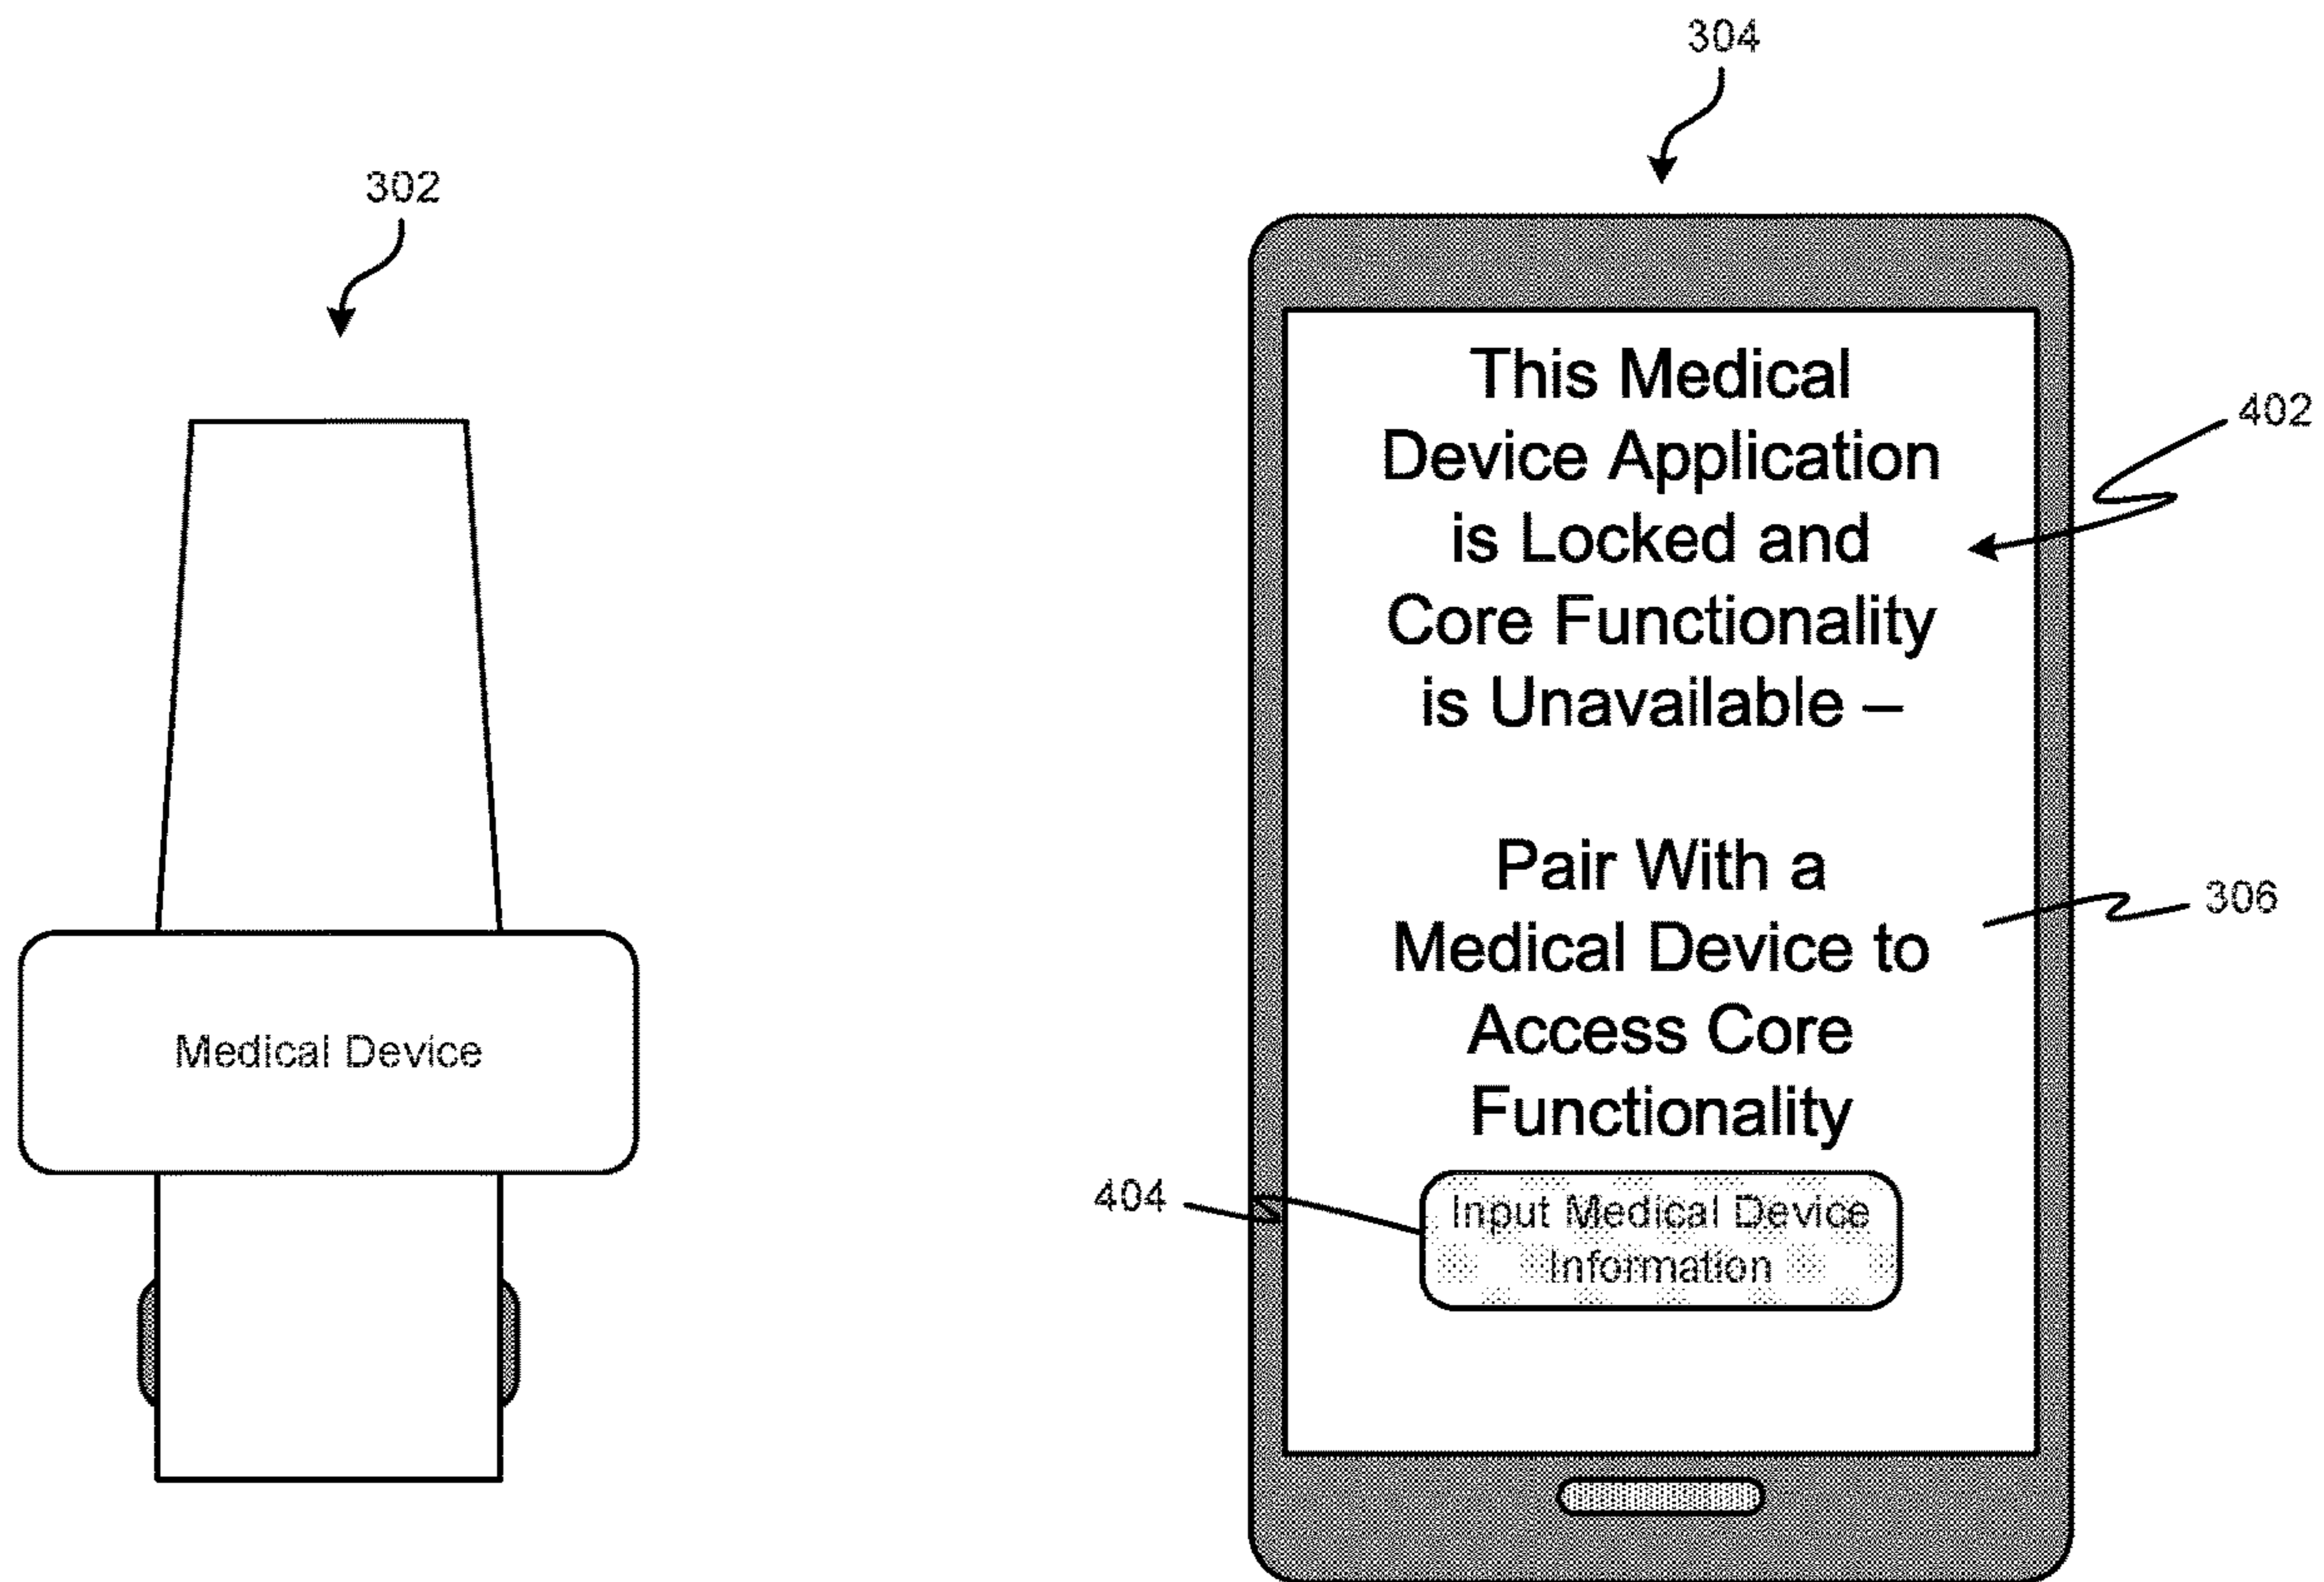 304
302
This Medical
Device Application
is Locked and
Core Functionality
is Unavailable –
402
Pair With a
Medical Device to
Access Core
Functionality
306
Medical Device
404
Input Medical Device
Information